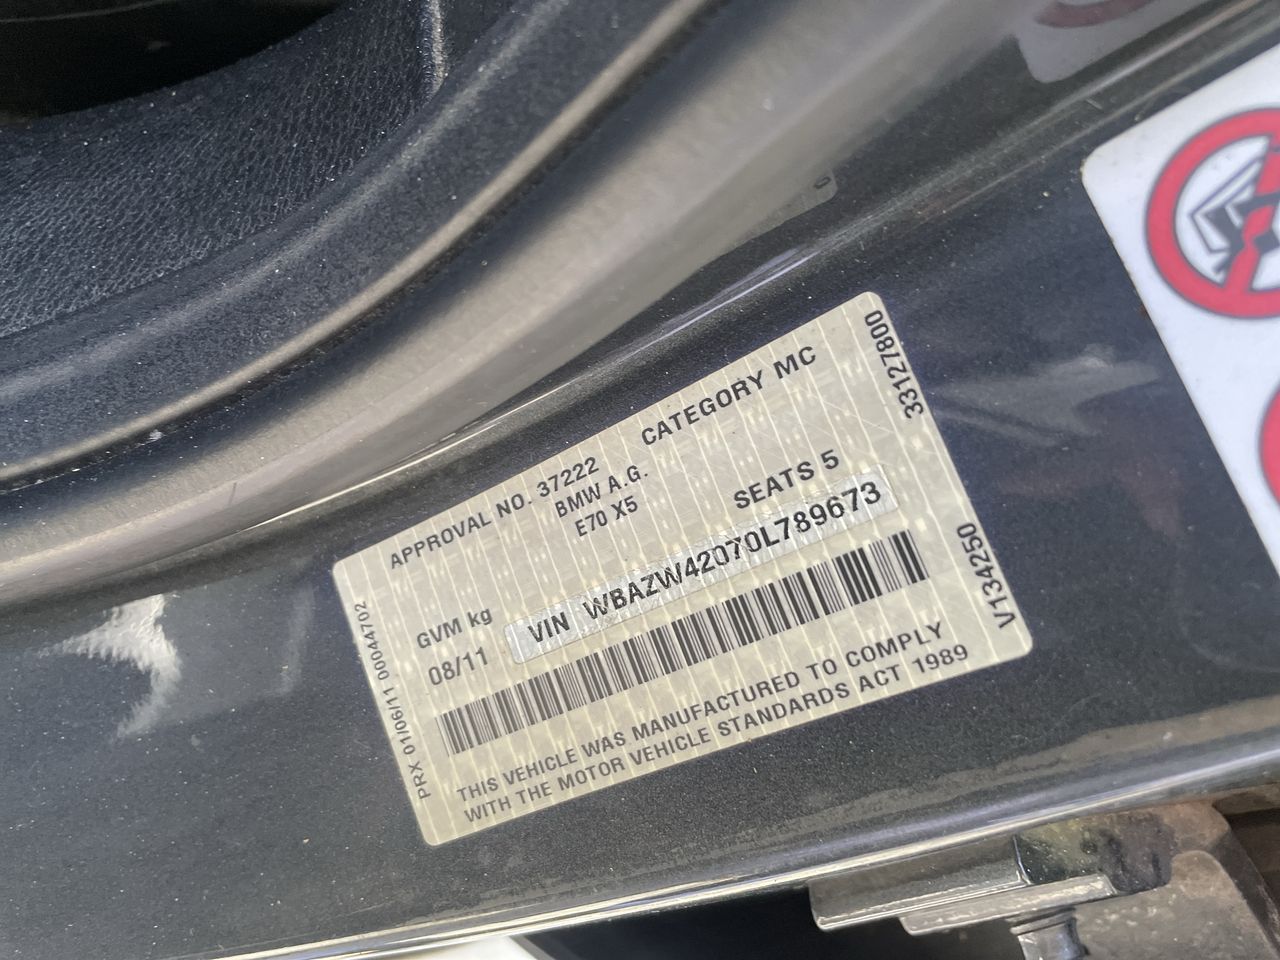 APPROVAL NO. 37222 CATEGORY MC
BMW A.G.
E70 X5
GVM kg SEATS 5
08/11 VIN WBAZW42070L789673
THIS VEHICLE WAS MANUFACTURED TO COMPLY
WITH THE MOTOR VEHICLE STANDARDS ACT 1989
PRX 01/06/11 00044702
33127800
V134250